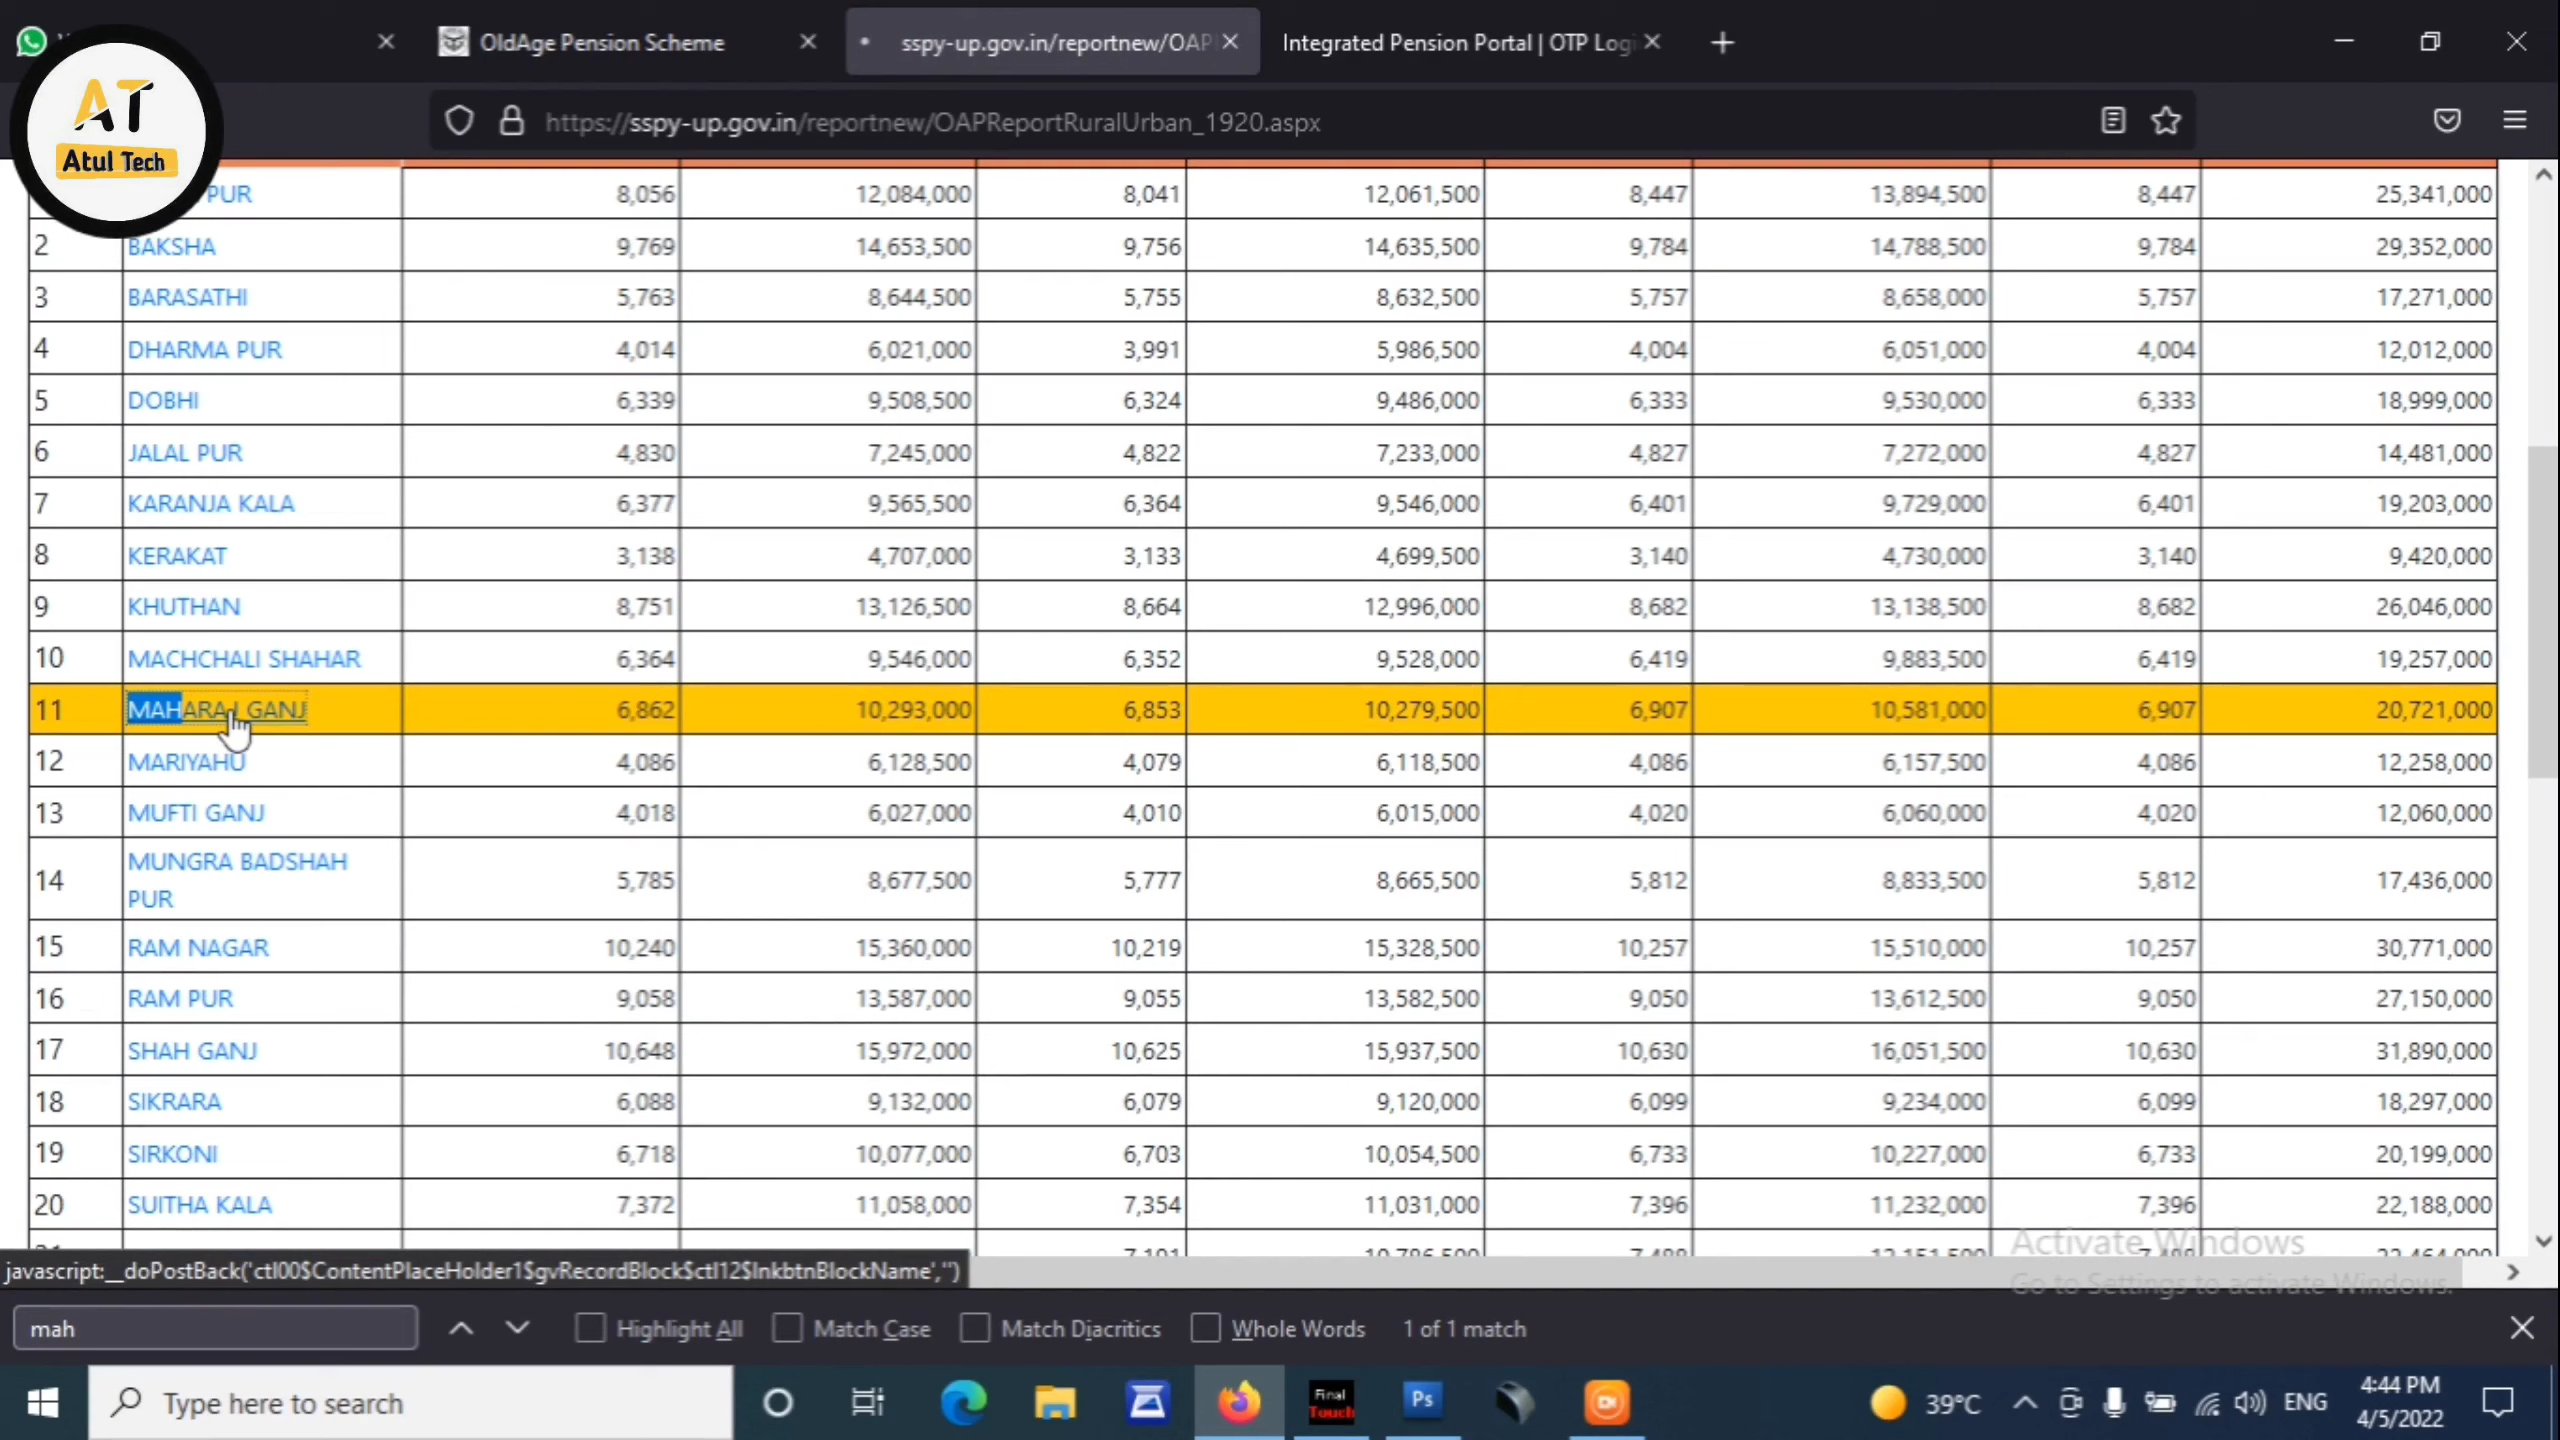 OldAge Pension Scheme
sspy-up.gov.in/reportnew/OAP
Integrated Pension Portal | OTP Logi
AT
Atul Tech
https://sspy-up.gov.in/reportnew/OAPReportRuralUrban_1920.aspx
PUR 8,056 12,084,000 8,041 12,061,500 8,447 13,894,500 8,447 25,341,000
2 BAKSHA 9,769 14,653,500 9,756 14,635,500 9,784 14,788,500 9,784 29,352,000
3 BARASATHI 5,763 8,644,500 5,755 8,632,500 5,757 8,658,000 5,757 17,271,000
4 DHARMA PUR 4,014 6,021,000 3,991 5,986,500 4,004 6,051,000 4,004 12,012,000
5 DOBHI 6,339 9,508,500 6,324 9,486,000 6,333 9,530,000 6,333 18,999,000
6 JALAL PUR 4,830 7,245,000 4,822 7,233,000 4,827 7,272,000 4,827 14,481,000
7 KARANJA KALA 6,377 9,565,500 6,364 9,546,000 6,401 9,729,000 6,401 19,203,000
8 KERAKAT 3,138 4,707,000 3,133 4,699,500 3,140 4,730,000 3,140 9,420,000
9 KHUTHAN 8,751 13,126,500 8,664 12,996,000 8,682 13,138,500 8,682 26,046,000
10 MACHCHALI SHAHAR 6,364 9,546,000 6,352 9,528,000 6,419 9,883,500 6,419 19,257,000
11 MAHARAJ GANJ 6,862 10,293,000 6,853 10,279,500 6,907 10,581,000 6,907 20,721,000
12 MARIYAHU 4,086 6,128,500 4,079 6,118,500 4,086 6,157,500 4,086 12,258,000
13 MUFTI GANJ 4,018 6,027,000 4,010 6,015,000 4,020 6,060,000 4,020 12,060,000
14 MUNGRA BADSHAH
PUR 5,785 8,677,500 5,777 8,665,500 5,812 8,833,500 5,812 17,436,000
15 RAM NAGAR 10,240 15,360,000 10,219 15,328,500 10,257 15,510,000 10,257 30,771,000
16 RAM PUR 9,058 13,587,000 9,055 13,582,500 9,050 13,612,500 9,050 27,150,000
17 SHAH GANJ 10,648 15,972,000 10,625 15,937,500 10,630 16,051,500 10,630 31,890,000
18 SIKRARA 6,088 9,132,000 6,079 9,120,000 6,099 9,234,000 6,099 18,297,000
19 SIRKONI 6,718 10,077,000 6,703 10,054,500 6,733 10,227,000 6,733 20,199,000
20 SUITHA KALA 7,372 11,058,000 7,354 11,031,000 7,396 11,232,000 7,396 22,188,000
Activate Windows
Go to Settings to activate Windows.
javascript:__doPostBack('ctl00$ContentPlaceHolder1$gvRecordBlock$ctl12$lnkbtnBlockName','')
mah Highlight All Match Case Match Diacritics Whole Words 1 of 1 match
Type here to search
Final
Touch
Ps
39°C ENG
4:44 PM
4/5/2022